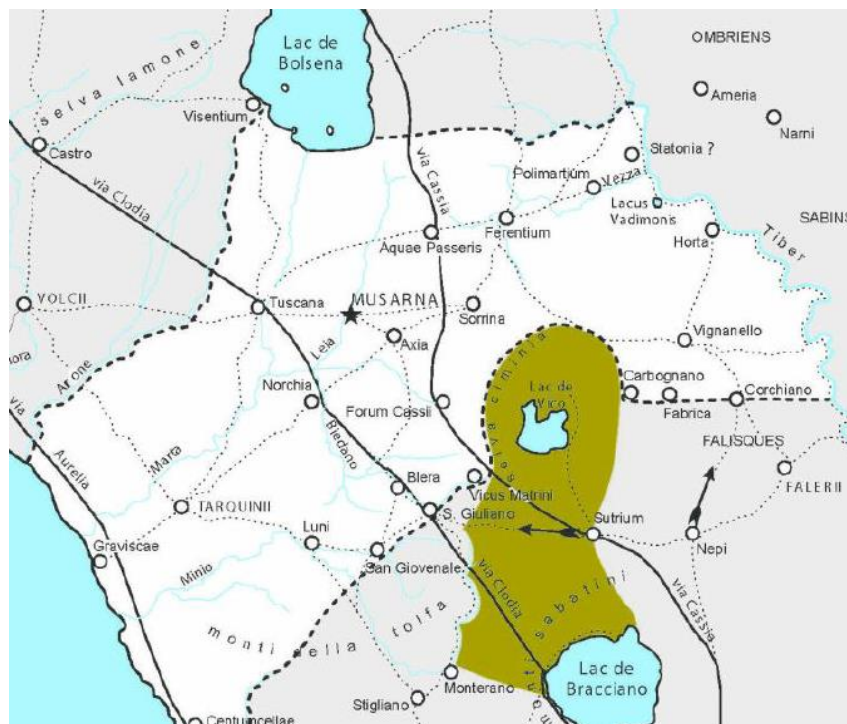 Lac de
Bolsena
OMBRIENS
selva lamone
Ameria
Visentium
Narni
Castro
via Cassia
Statonia ?
Polimartium
Vezza
via Clodia
Lacus
Vadimonis
SABINS
Ferentium
Tiber
Aquae Passeris
Horta
VOLCII
Tuscana
MUSARNA
Sorrina
Vignanello
Leia
Axia
selva ciminia
Arone
Lac de
Vico
Carbognano
Corchiano
Norchia
Forum Cassii
Fabrica
via
Aurelia
Marta
Biedano
FALISQUES
Blera
Vicus Matrini
FALERII
TARQUINII
S. Giuliano
Sutrium
Luni
Nepi
Graviscae
San Giovenale
Minio
via Clodia
via Cassia
monti della tolfa
monti sabatini
Lac de
Bracciano
Monterano
Stigliano
Centumcellae